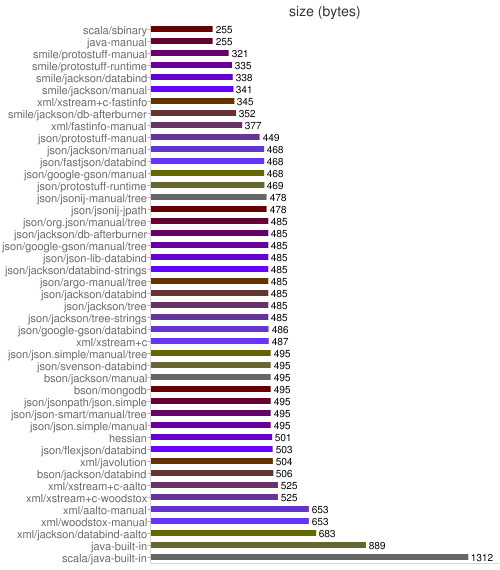 size (bytes)
scala/sbinary 255
java-manual 255
smile/protostuff-manual 321
smile/protostuff-runtime 335
smile/jackson/databind 338
smile/jackson/manual 341
xml/xstream+c-fastinfo 345
smile/jackson/db-afterburner 352
xml/fastinfo-manual 377
json/protostuff-manual 449
json/jackson/manual 468
json/fastjson/databind 468
json/google-gson/manual 468
json/protostuff-runtime 469
json/jsonij-manual/tree 478
json/jsonij-jpath 478
json/org.json/manual/tree 485
json/jackson/db-afterburner 485
json/google-gson/manual/tree 485
json/json-lib-databind 485
json/jackson/databind-strings 485
json/argo-manual/tree 485
json/jackson/databind 485
json/jackson/tree 485
json/jackson/tree-strings 485
json/google-gson/databind 486
xml/xstream+c 487
json/json.simple/manual/tree 495
json/svenson-databind 495
bson/jackson/manual 495
bson/mongodb 495
json/jsonpath/json.simple 495
json/json-smart/manual/tree 495
json/json.simple/manual 495
hessian 501
json/flexjson/databind 503
xml/javolution 504
bson/jackson/databind 506
xml/xstream+c-aalto 525
xml/xstream+c-woodstox 525
xml/aalto-manual 653
xml/woodstox-manual 653
xml/jackson/databind-aalto 683
java-built-in 889
scala/java-built-in 1312